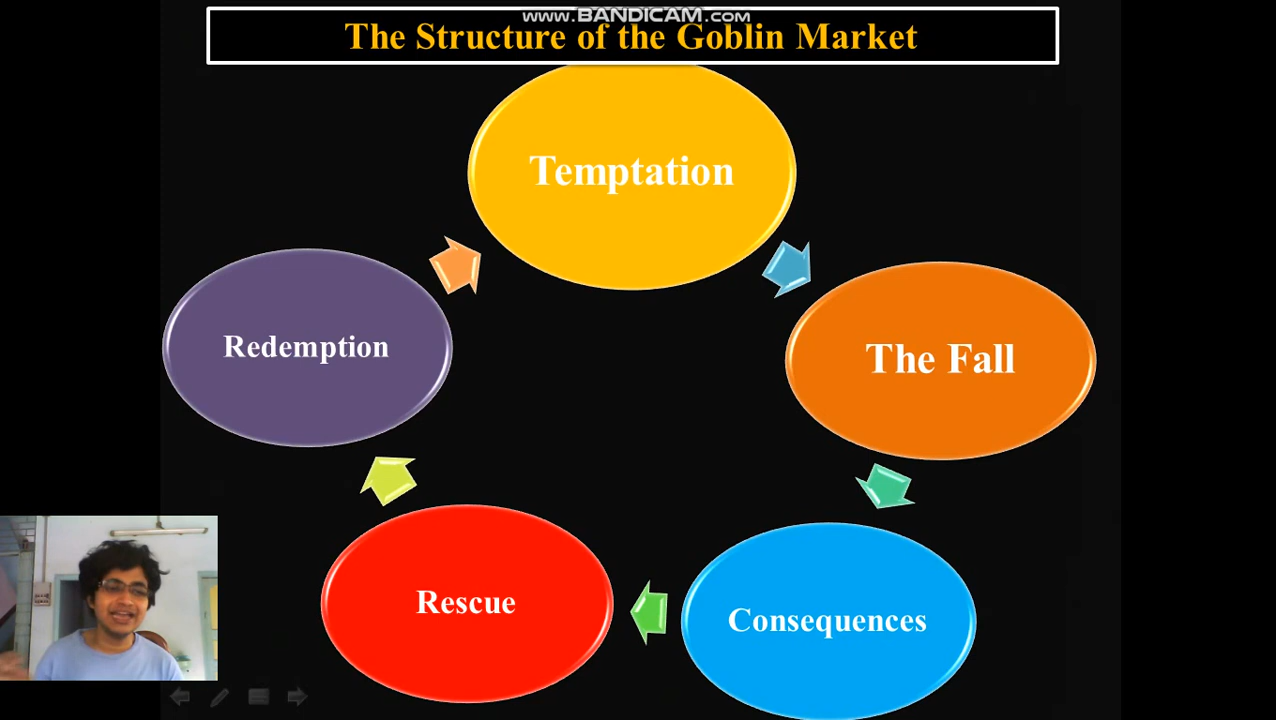 www.BANDICAM.com
The Structure of the Goblin Market
Temptation
The Fall
Consequences
Rescue
Redemption